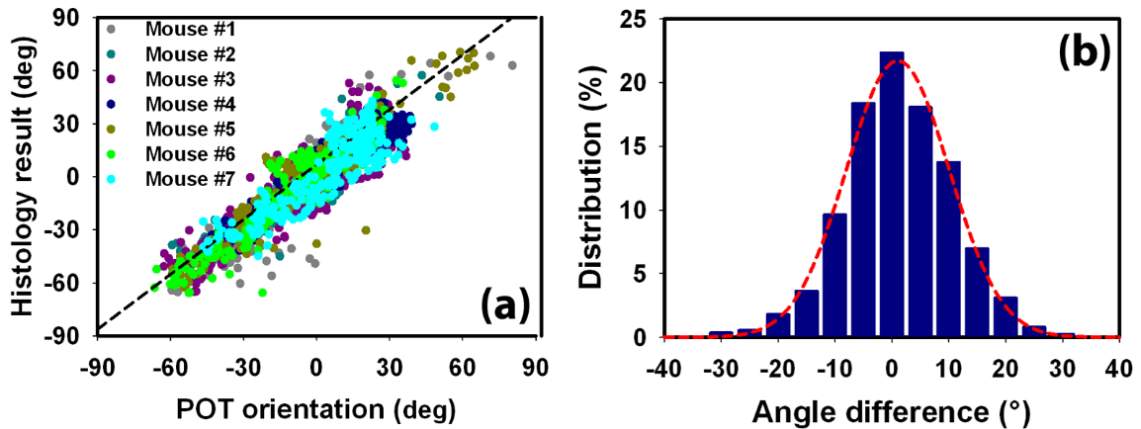 90
60
30
0
-30
-60
-90
Histology result (deg)
Mouse #1
Mouse #2
Mouse #3
Mouse #4
Mouse #5
Mouse #6
Mouse #7
(a)
-90 -60 -30 0 30 60 90
POT orientation (deg)
25
20
15
10
5
0
Distribution (%)
(b)
-40 -20 -10 0 10 20 40
Angle difference (°)